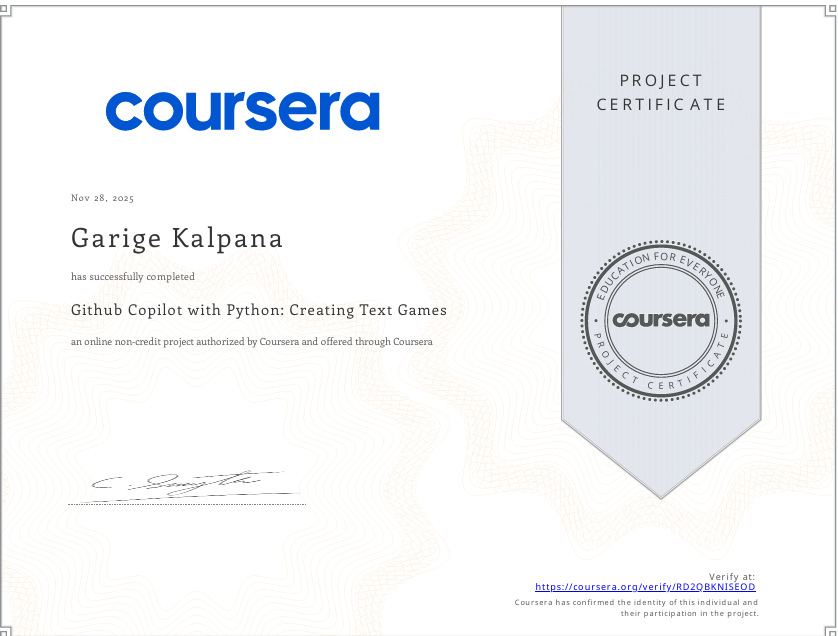 coursera
PROJECT
CERTIFICATE
Nov 28, 2025
Garige Kalpana
has successfully completed
Github Copilot with Python: Creating Text Games
an online non-credit project authorized by Coursera and offered through Coursera
EDUCATION FOR EVERYONE
coursera
PROJECT CERTIFICATE
Verify at:
https://coursera.org/verify/RD2QBKNISEOD
Coursera has confirmed the identity of this individual and
their participation in the project.